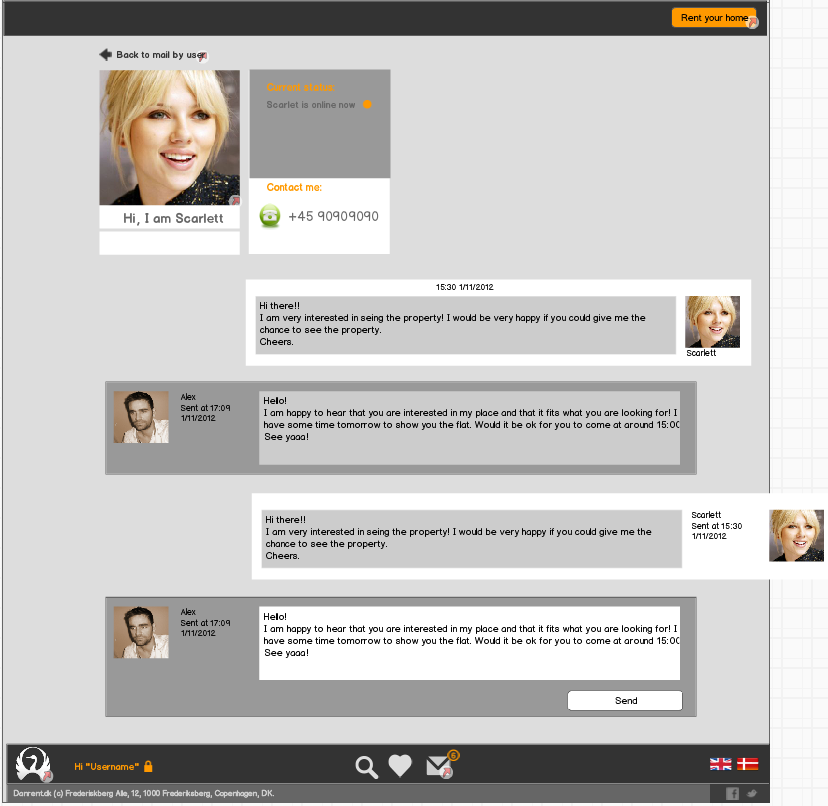 Rent your home
Back to mail by user
Current status:
Scarlet is online now
Hi, I am Scarlett
Contact me:
+45 90909090
15:30 1/11/2012
Hi there!!
I am very interested in seing the property! I would be very happy if you could give me the
chance to see the property.
Cheers.
Scarlett
Alex
Sent at 17:09
1/11/2012
Hello!
I am happy to hear that you are interested in my place and that it fits what you are looking for! I
have some time tomorrow to show you the flat. Would it be ok for you to come at around 15:00
See yaaa!
Hi there!!
I am very interested in seing the property! I would be very happy if you could give me the
chance to see the property.
Cheers.
Scarlett
Sent at 15:30
1/11/2012
Alex
Sent at 17:09
1/11/2012
Hello!
I am happy to hear that you are interested in my place and that it fits what you are looking for! I
have some time tomorrow to show you the flat. Would it be ok for you to come at around 15:00
See yaaa!
Send
Hi "Username"
6
Danrent.dk (c) Frederiskberg Alle, 12, 1000 Frederiksberg, Copenhagen, DK.